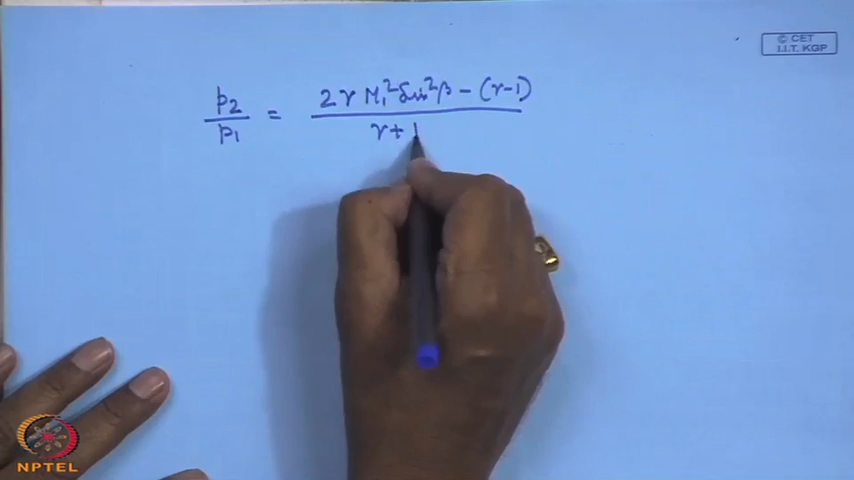 © CET
I.I.T. KGP
p₂/p₁ = (2γ M₁² sin²β – (γ–1)) / (γ+1
NPTEL